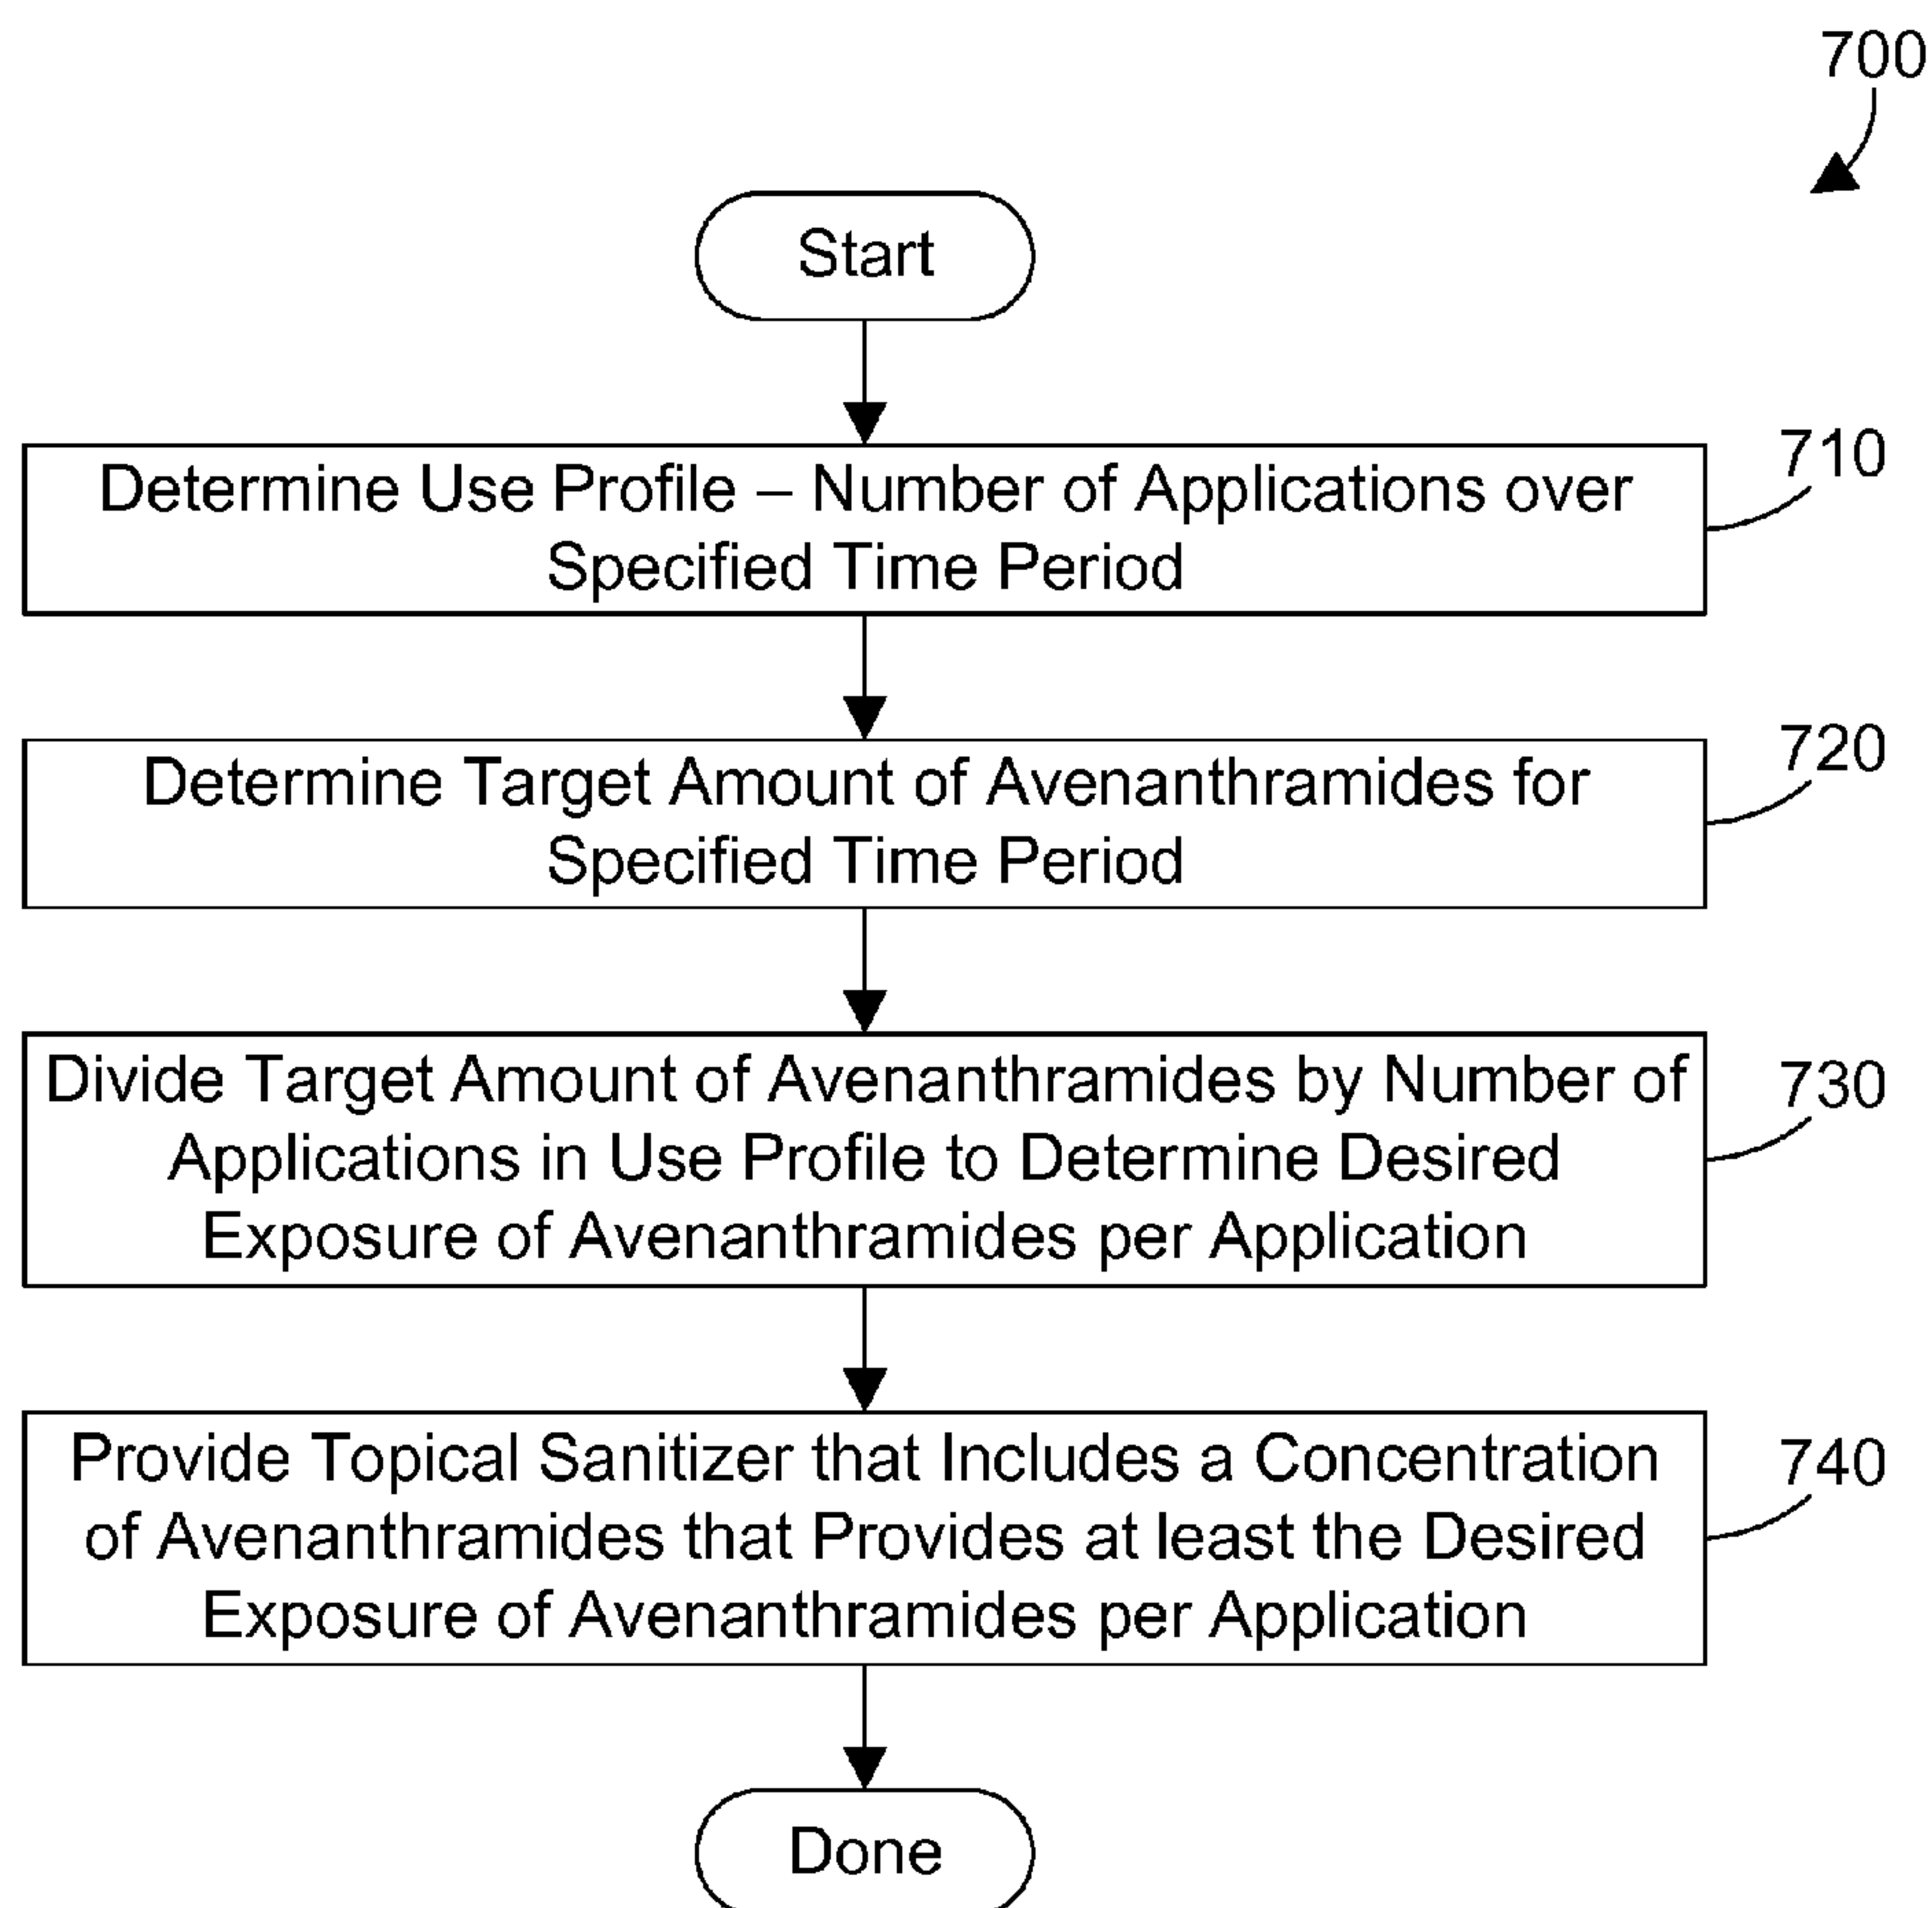 700
Start
Determine Use Profile – Number of Applications over
Specified Time Period
710
Determine Target Amount of Avenanthramides for
Specified Time Period
720
Divide Target Amount of Avenanthramides by Number of
Applications in Use Profile to Determine Desired
Exposure of Avenanthramides per Application
730
Provide Topical Sanitizer that Includes a Concentration
of Avenanthramides that Provides at least the Desired
Exposure of Avenanthramides per Application
740
Done